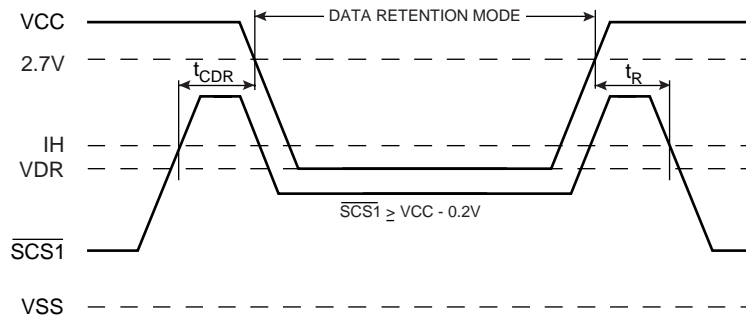 DATA RETENTION MODE
VCC
2.7V
tCDR
tR
IH
VDR
SCS1 ≥ VCC - 0.2V
SCS1
VSS